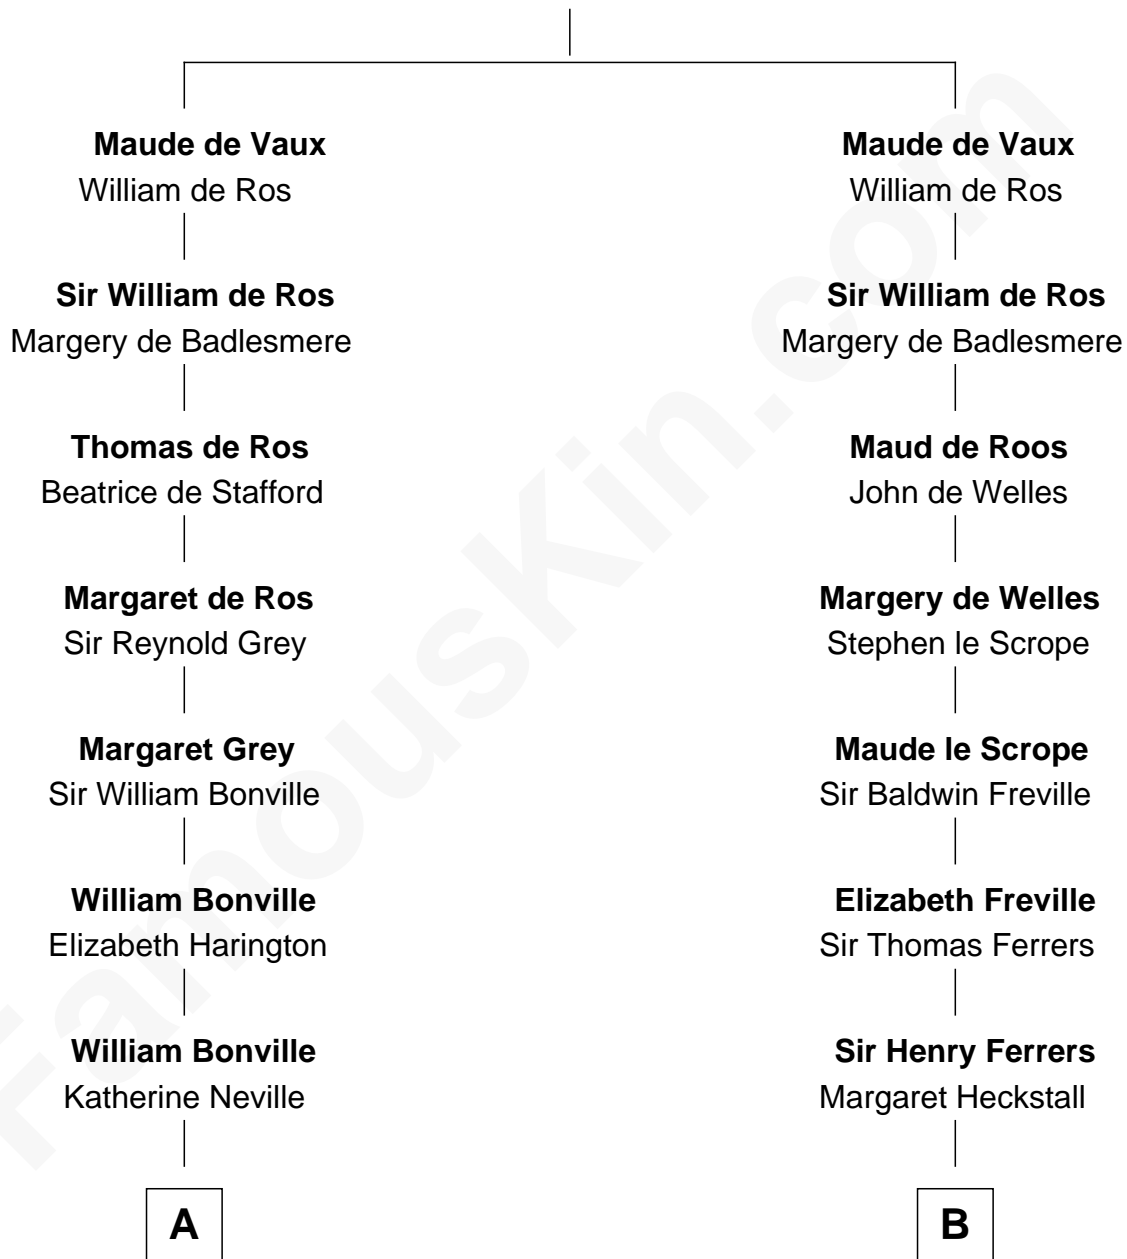 Maude de Vaux
William de Ros
Sir William de Ros
Margery de Badlesmere
Thomas de Ros
Beatrice de Stafford
Margaret de Ros
Sir Reynold Grey
Margaret Grey
Sir William Bonville
William Bonville
Elizabeth Harington
William Bonville
Katherine Neville
A
Maude de Vaux
William de Ros
Sir William de Ros
Margery de Badlesmere
Maud de Roos
John de Welles
Margery de Welles
Stephen le Scrope
Maude le Scrope
Sir Baldwin Freville
Elizabeth Freville
Sir Thomas Ferrers
Sir Henry Ferrers
Margaret Heckstall
B
FamousKin.com